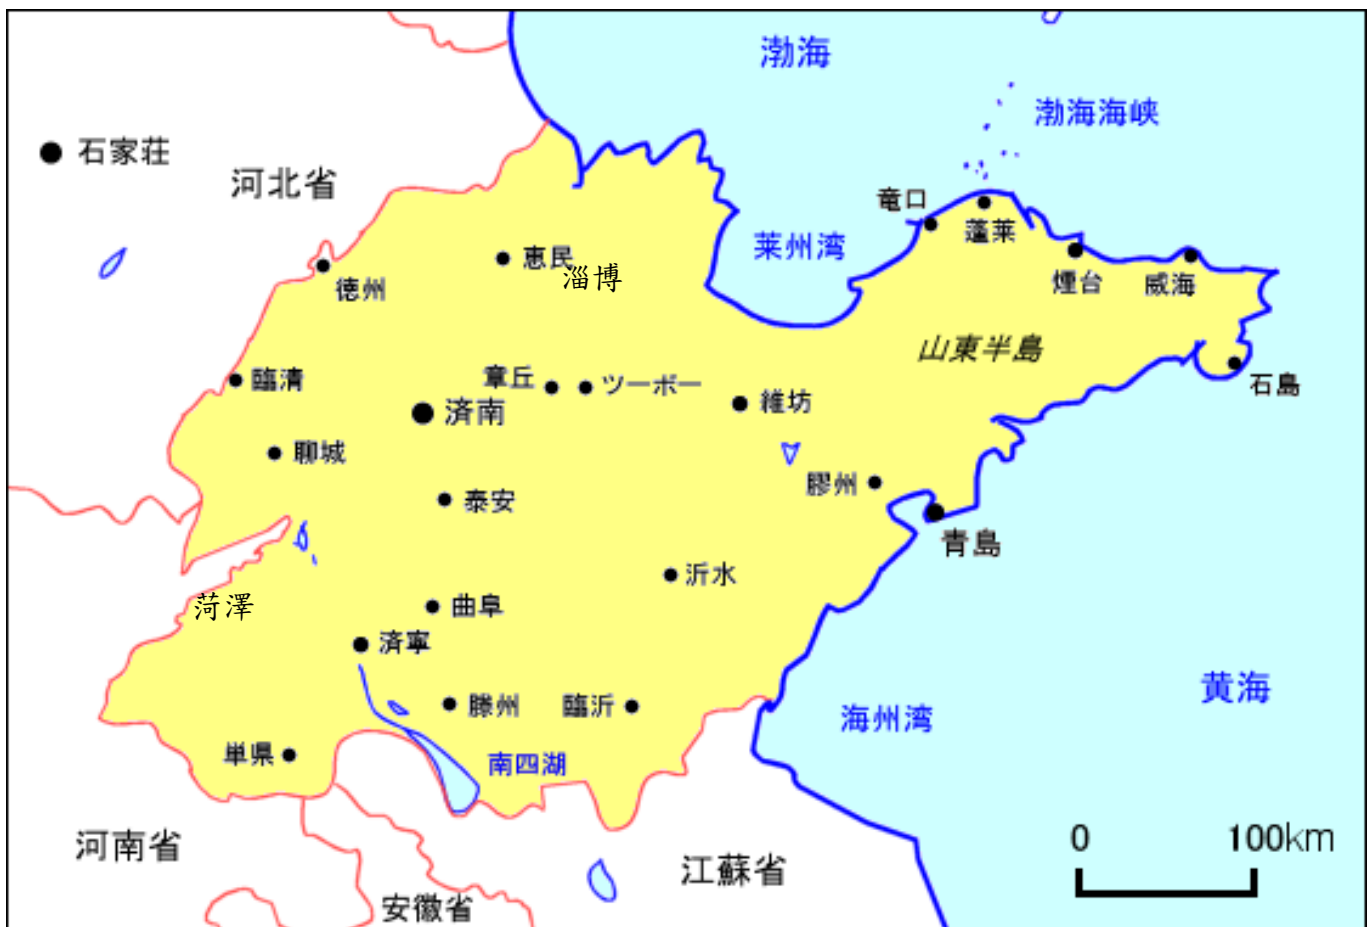 渤海
渤海海峡
石家荘
河北省
竜口
蓬莱
莱州湾
恵民
淄博
徳州
煙台
威海
山東半島
臨清
章丘
ツーボー
石島
済南
維坊
聊城
膠州
泰安
青島
沂水
菏澤
曲阜
済寧
黄海
滕州
臨沂
海州湾
単県
南四湖
0
100km
河南省
江蘇省
安徽省